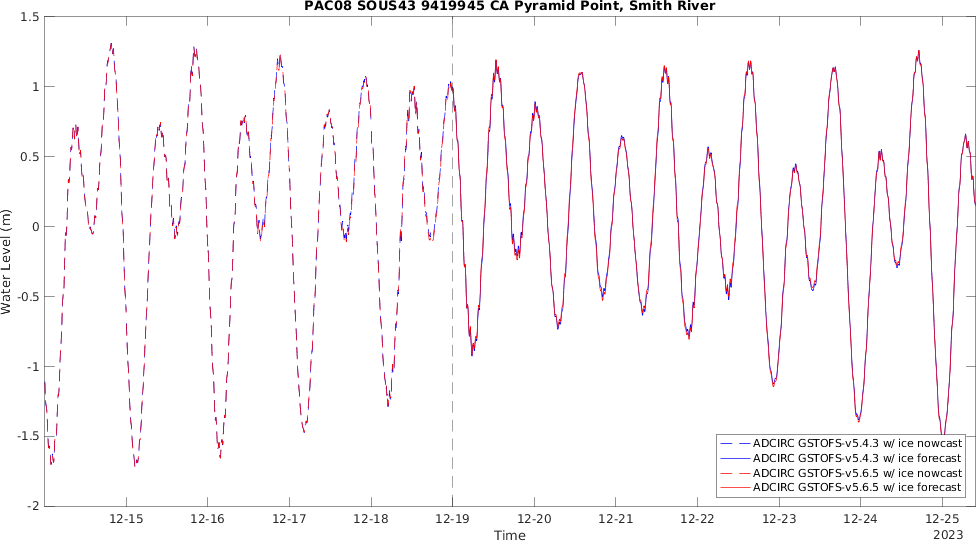 PAC08 SOUS43 9419945 CA Pyramid Point, Smith River
1.5
1
0.5
0
-0.5
-1
-1.5
-2
Water Level (m)
12-15 12-16 12-17 12-18 12-19 12-20 12-21 12-22 12-23 12-24 12-25
2023
Time
ADCIRC GSTOFS-v5.4.3 w/ ice nowcast
ADCIRC GSTOFS-v5.4.3 w/ ice forecast
ADCIRC GSTOFS-v5.6.5 w/ ice nowcast
ADCIRC GSTOFS-v5.6.5 w/ ice forecast